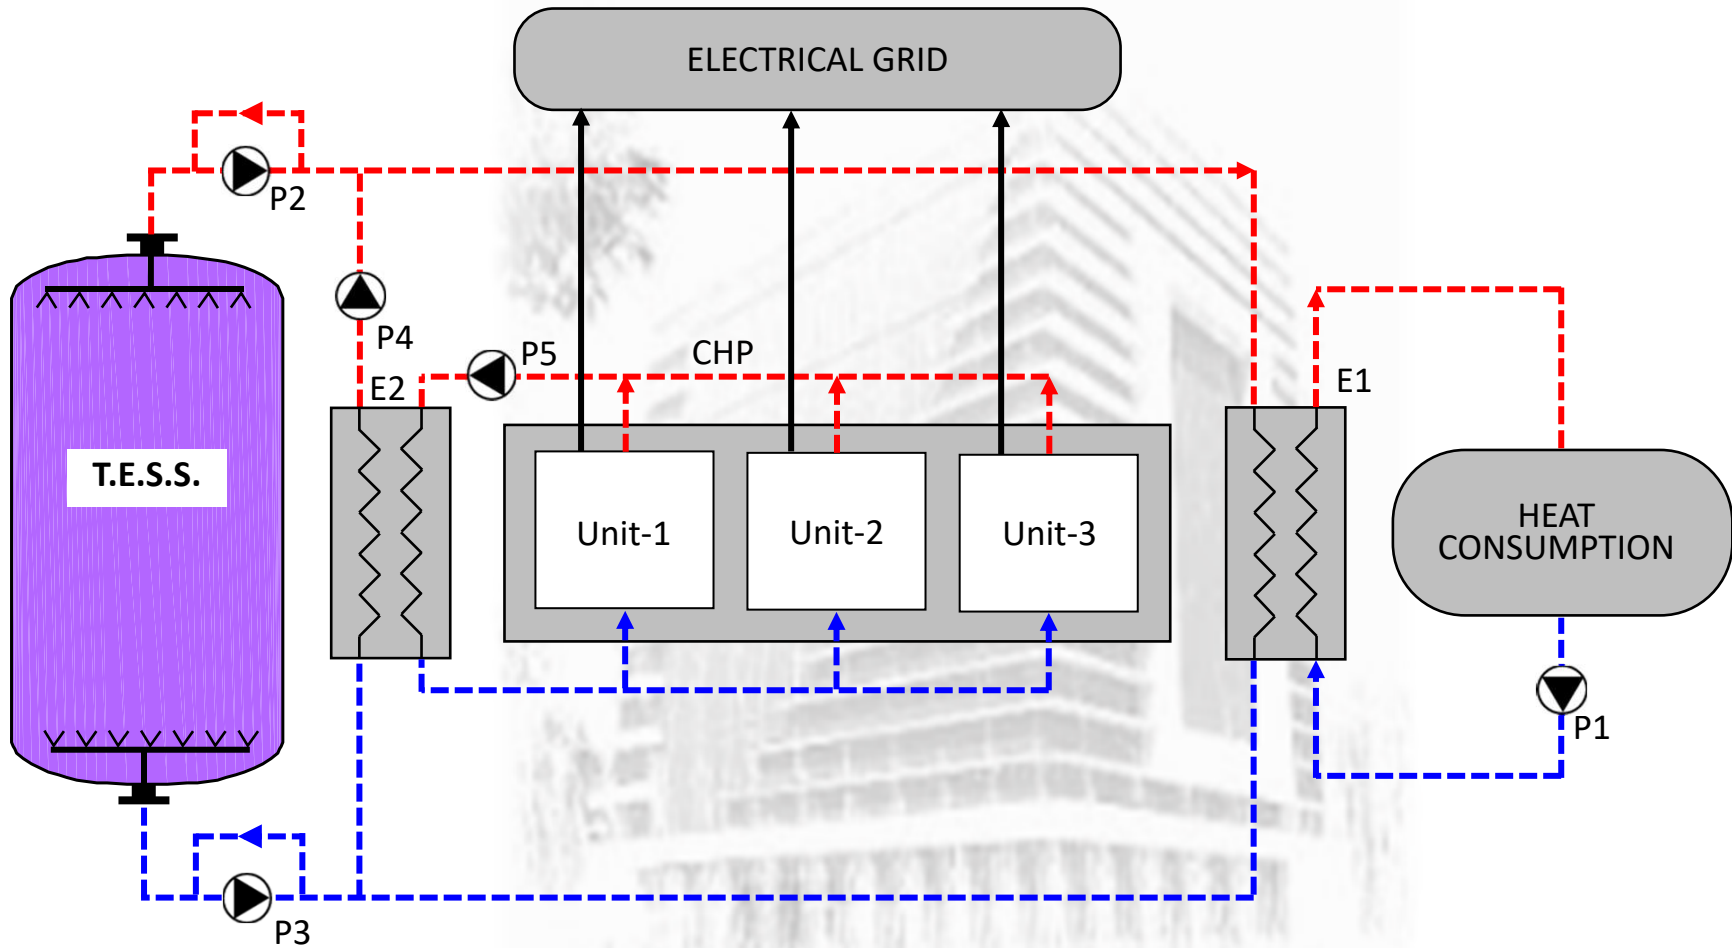 ELECTRICAL GRID
P2
P4
P5
CHP
E2
E1
T.E.S.S.
Unit-1
Unit-2
Unit-3
HEAT
CONSUMPTION
P1
P3